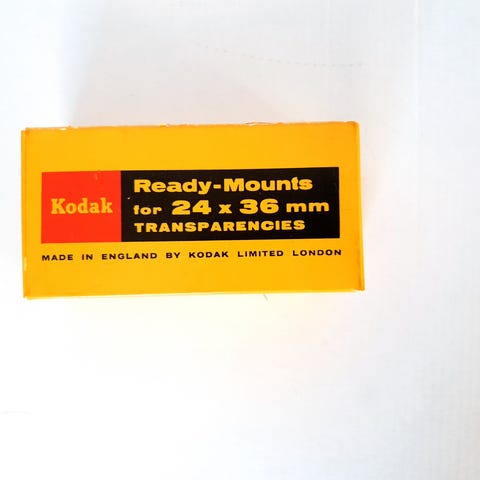 Kodak
Ready-Mounts
for 24 x 36 mm
TRANSPARENCIES
MADE IN ENGLAND BY KODAK LIMITED LONDON